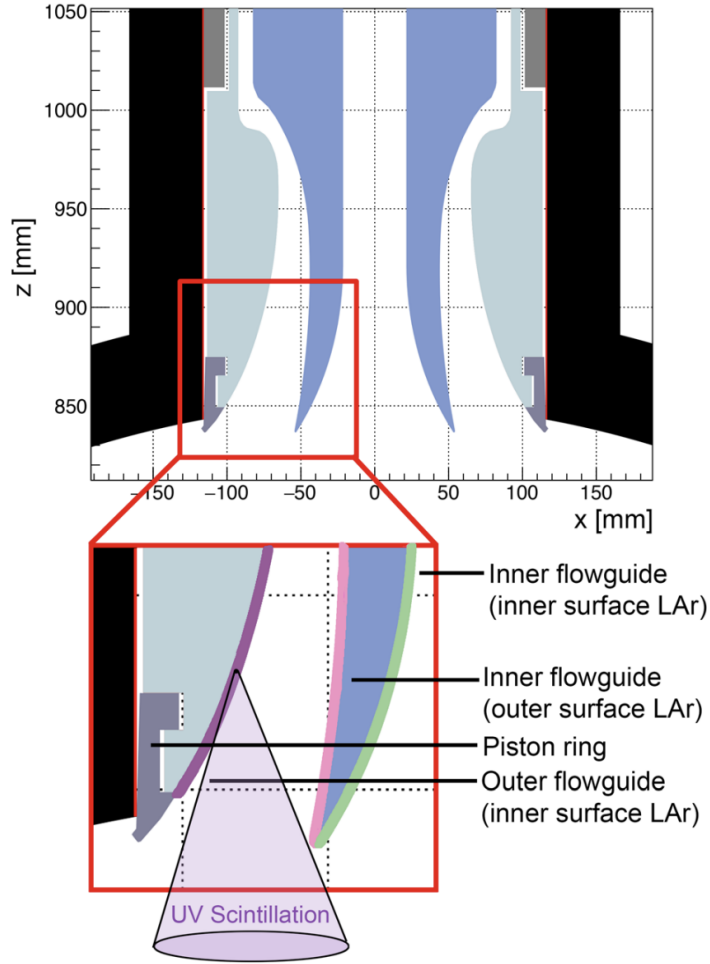 1050
1000
950
900
850
z [mm]
−150
−100
−50
0
50
100
150
x [mm]
Inner flowguide
(inner surface LAr)
Inner flowguide
(outer surface LAr)
Piston ring
Outer flowguide
(inner surface LAr)
UV Scintillation